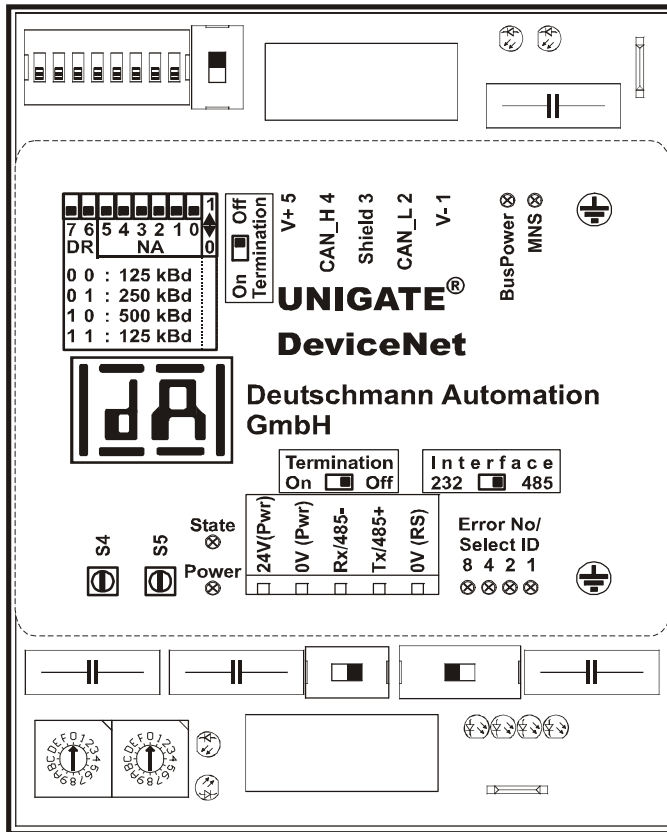 1
7 6 5 4 3 2 1 0
DR NA 0
0 0 : 125 kBd
0 1 : 250 kBd
1 0 : 500 kBd
1 1 : 125 kBd
On Off
Termination
V+ 5
CAN_H 4
Shield 3
CAN_L 2
V- 1
BusPower
MNS
UNIGATE®
DeviceNet
dA
Deutschmann Automation
GmbH
Termination
On Off
Interface
232 485
S4
S5
State
Power
24V(Pwr)
0V (Pwr)
Rx/485-
Tx/485+
0V (RS)
Error No/
Select ID
8 4 2 1
0123456789ABCDEF
0123456789ABCDEF